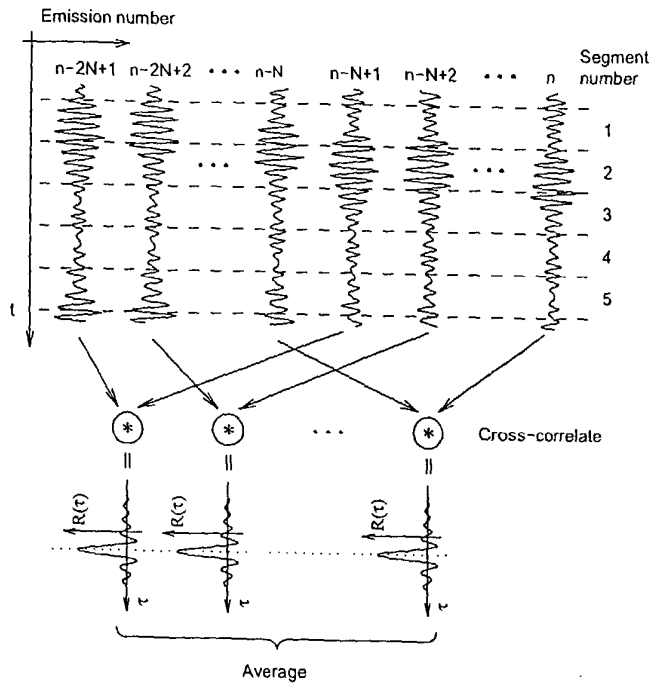 Emission number
n-2N+1 n-2N+2 • • • n-N n-N+1 n-N+2 • • • n
Segment number
1
2
3
4
5
• • •
• • •
t
* * • • • * Cross-correlate
= = =
R(τ) R(τ) R(τ)
τ τ τ
Average